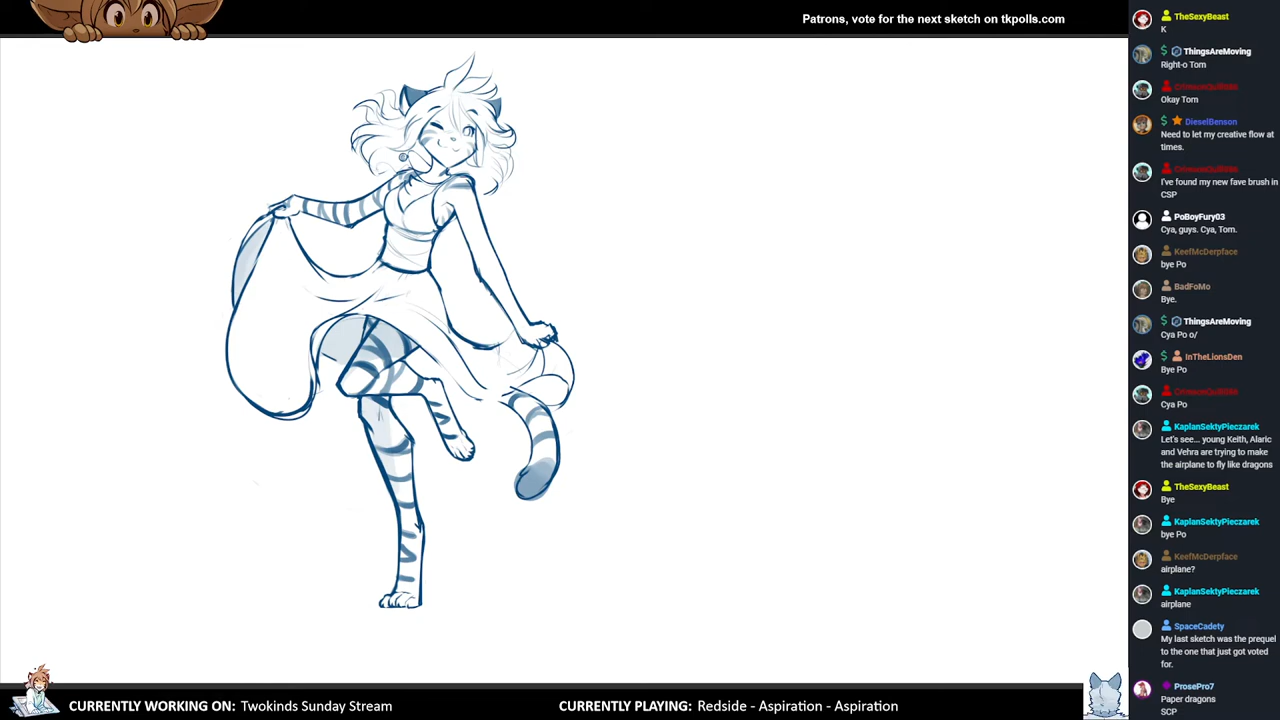 Patrons, vote for the next sketch on tkpolls.com
TheSexyBeast
K
ThingsAreMoving
Right-o Tom
Okay Tom
DieselBenson
Need to let my creative flow at
times.
I've found my new fave brush in
CSP
PoBoyFury03
Cya, guys. Cya, Tom.
KeefMcDerpface
bye Po
BadFoMo
Bye.
ThingsAreMoving
Cya Po o/
InTheLionsDen
Bye Po
Cya Po
KaplanSektyPieczarek
Let's see... young Keith, Alaric
and Vehra are trying to make
the airplane to fly like dragons
TheSexyBeast
Bye
KaplanSektyPieczarek
bye Po
KeefMcDerpface
airplane?
KaplanSektyPieczarek
airplane
SpaceCadety
My last sketch was the prequel
to the one that just got voted
for.
ProsePro7
Paper dragons
SCP
CURRENTLY WORKING ON: Twokinds Sunday Stream
CURRENTLY PLAYING: Redside - Aspiration - Aspiration